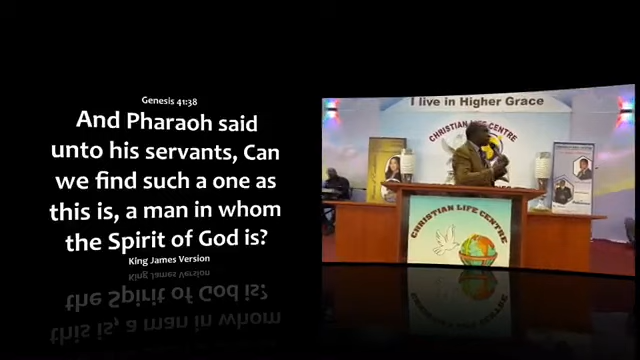 Genesis 41:38
And Pharaoh said
unto his servants, Can
we find such a one as
this is, a man in whom
the Spirit of God is?
King James Version
I live in Higher Grace
CHRISTIAN LIFE CENTRE
CHRISTIAN LIFE CENTRE